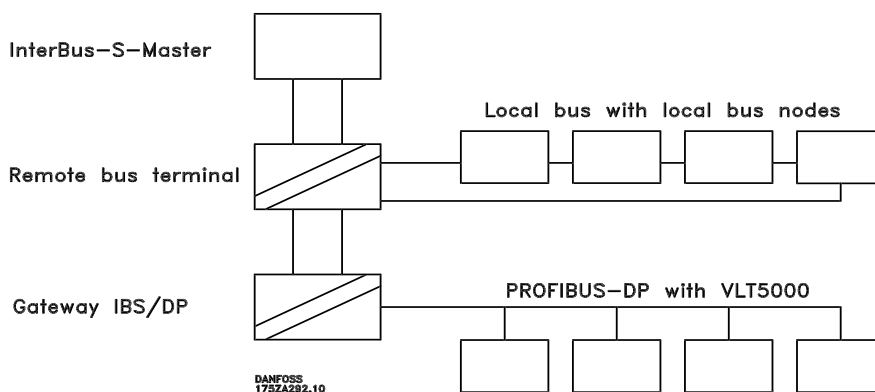 InterBus-S-Master
Local bus with local bus nodes
Remote bus terminal
PROFIBUS-DP with VLT5000
Gateway IBS/DP
DANFOSS
175ZA292.10